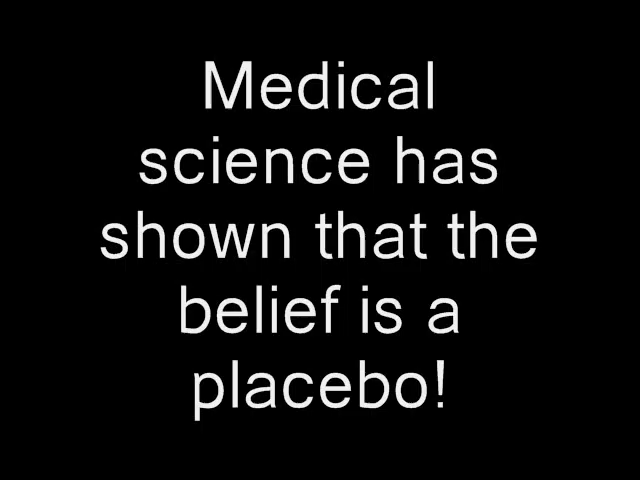 Medical
science has
shown that the
belief is a
placebo!